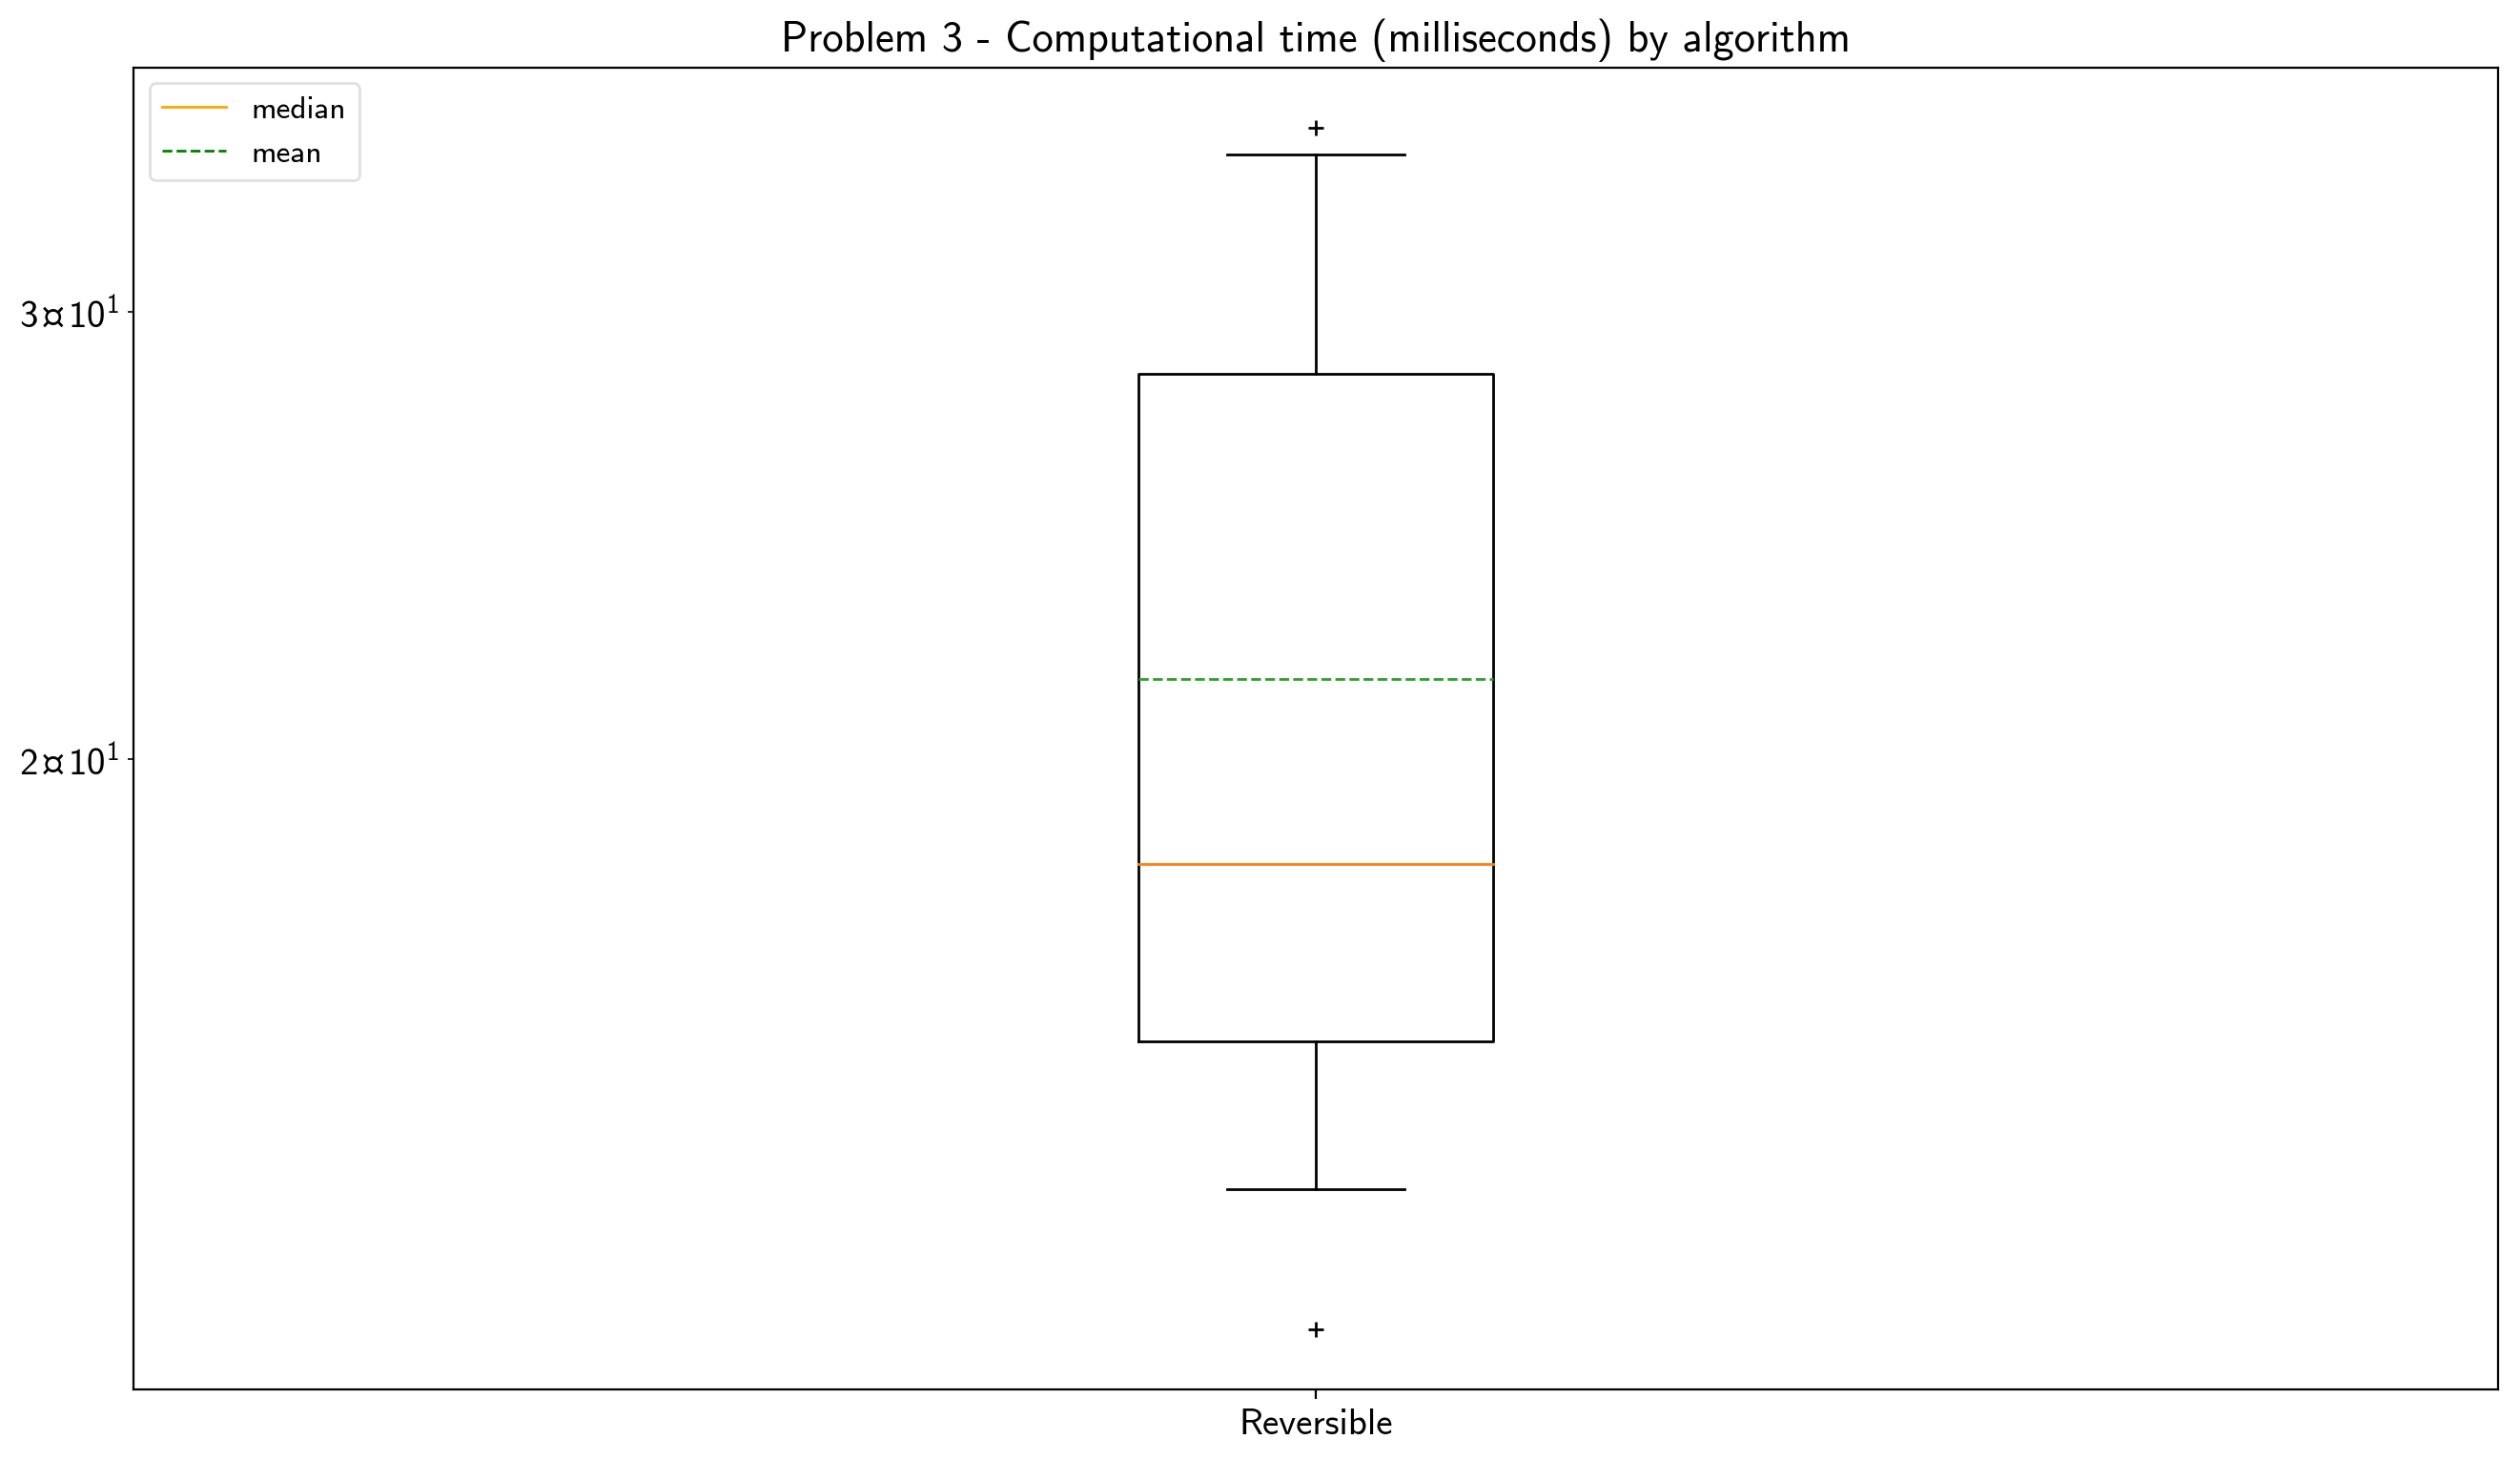 Problem 3 - Computational time (milliseconds) by algorithm
median
mean
3¤10¹
2¤10¹
Reversible